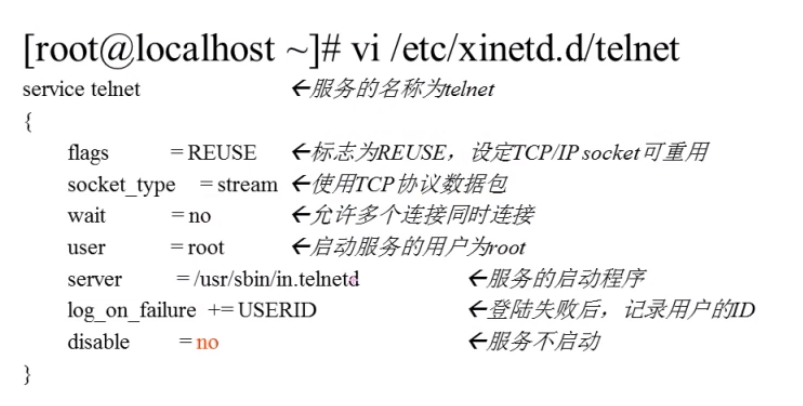 [root@localhost ~]# vi /etc/xinetd.d/telnet
service telnet ←服务的名称为telnet
{
flags = REUSE ←标志为REUSE，设定TCP/IP socket可重用
socket_type = stream ←使用TCP协议数据包
wait = no ←允许多个连接同时连接
user = root ←启动服务的用户为root
server = /usr/sbin/in.telnetd ←服务的启动程序
log_on_failure += USERID ←登陆失败后，记录用户的ID
disable = no ←服务不启动
}